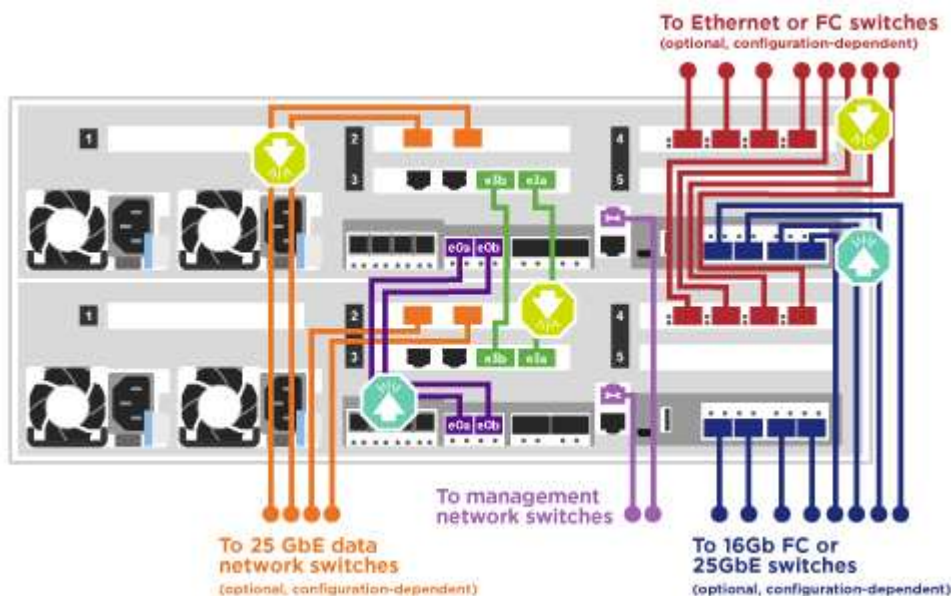 To Ethernet or FC switches
(optional, configuration-dependent)
1
2
4
3
e3b
e3a
5
e0a
e0b
1
2
4
3
e3b
e3a
5
e0a
e0b
To management
network switches
To 25 GbE data
network switches
(optional, configuration-dependent)
To 16Gb FC or
25GbE switches
(optional, configuration-dependent)